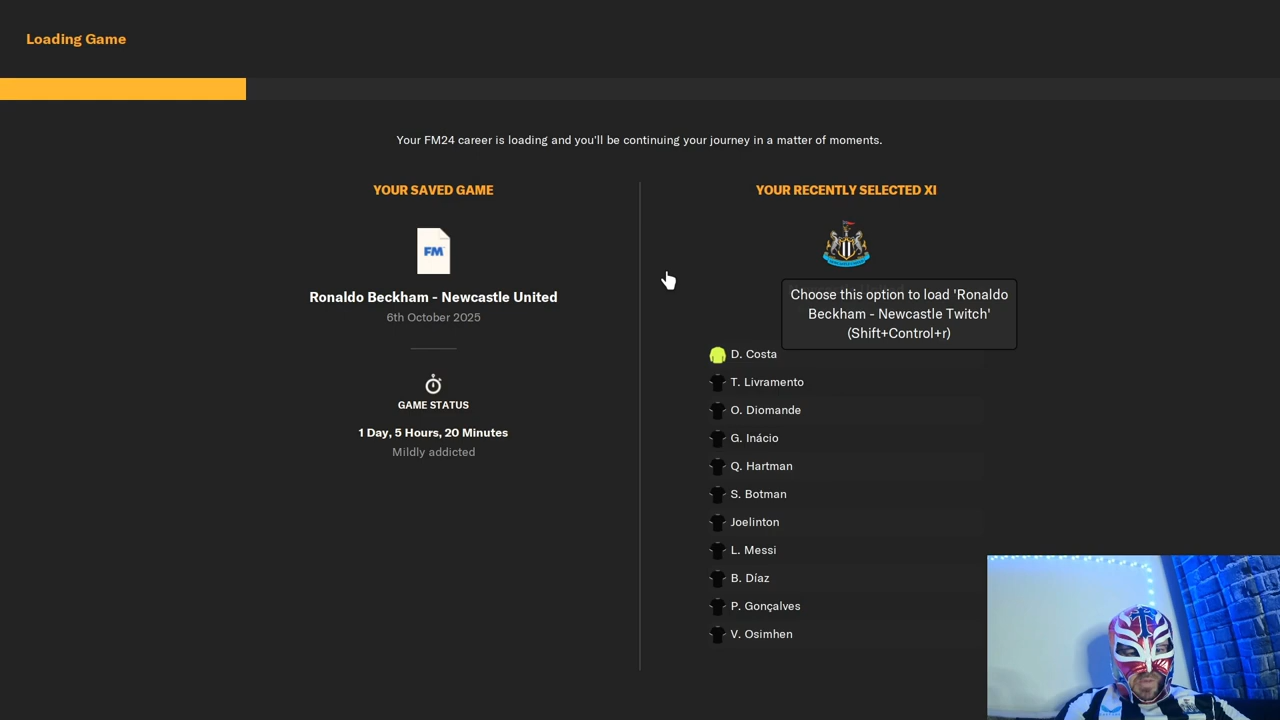 Loading Game
Your FM24 career is loading and you'll be continuing your journey in a matter of moments.
YOUR SAVED GAME
FM
Ronaldo Beckham - Newcastle United
6th October 2025
GAME STATUS
1 Day, 5 Hours, 20 Minutes
Mildly addicted
YOUR RECENTLY SELECTED XI
Choose this option to load 'Ronaldo
Beckham - Newcastle Twitch'
(Shift+Control+r)
D. Costa
T. Livramento
O. Diomande
G. Inácio
Q. Hartman
S. Botman
Joelinton
L. Messi
B. Díaz
P. Gonçalves
V. Osimhen